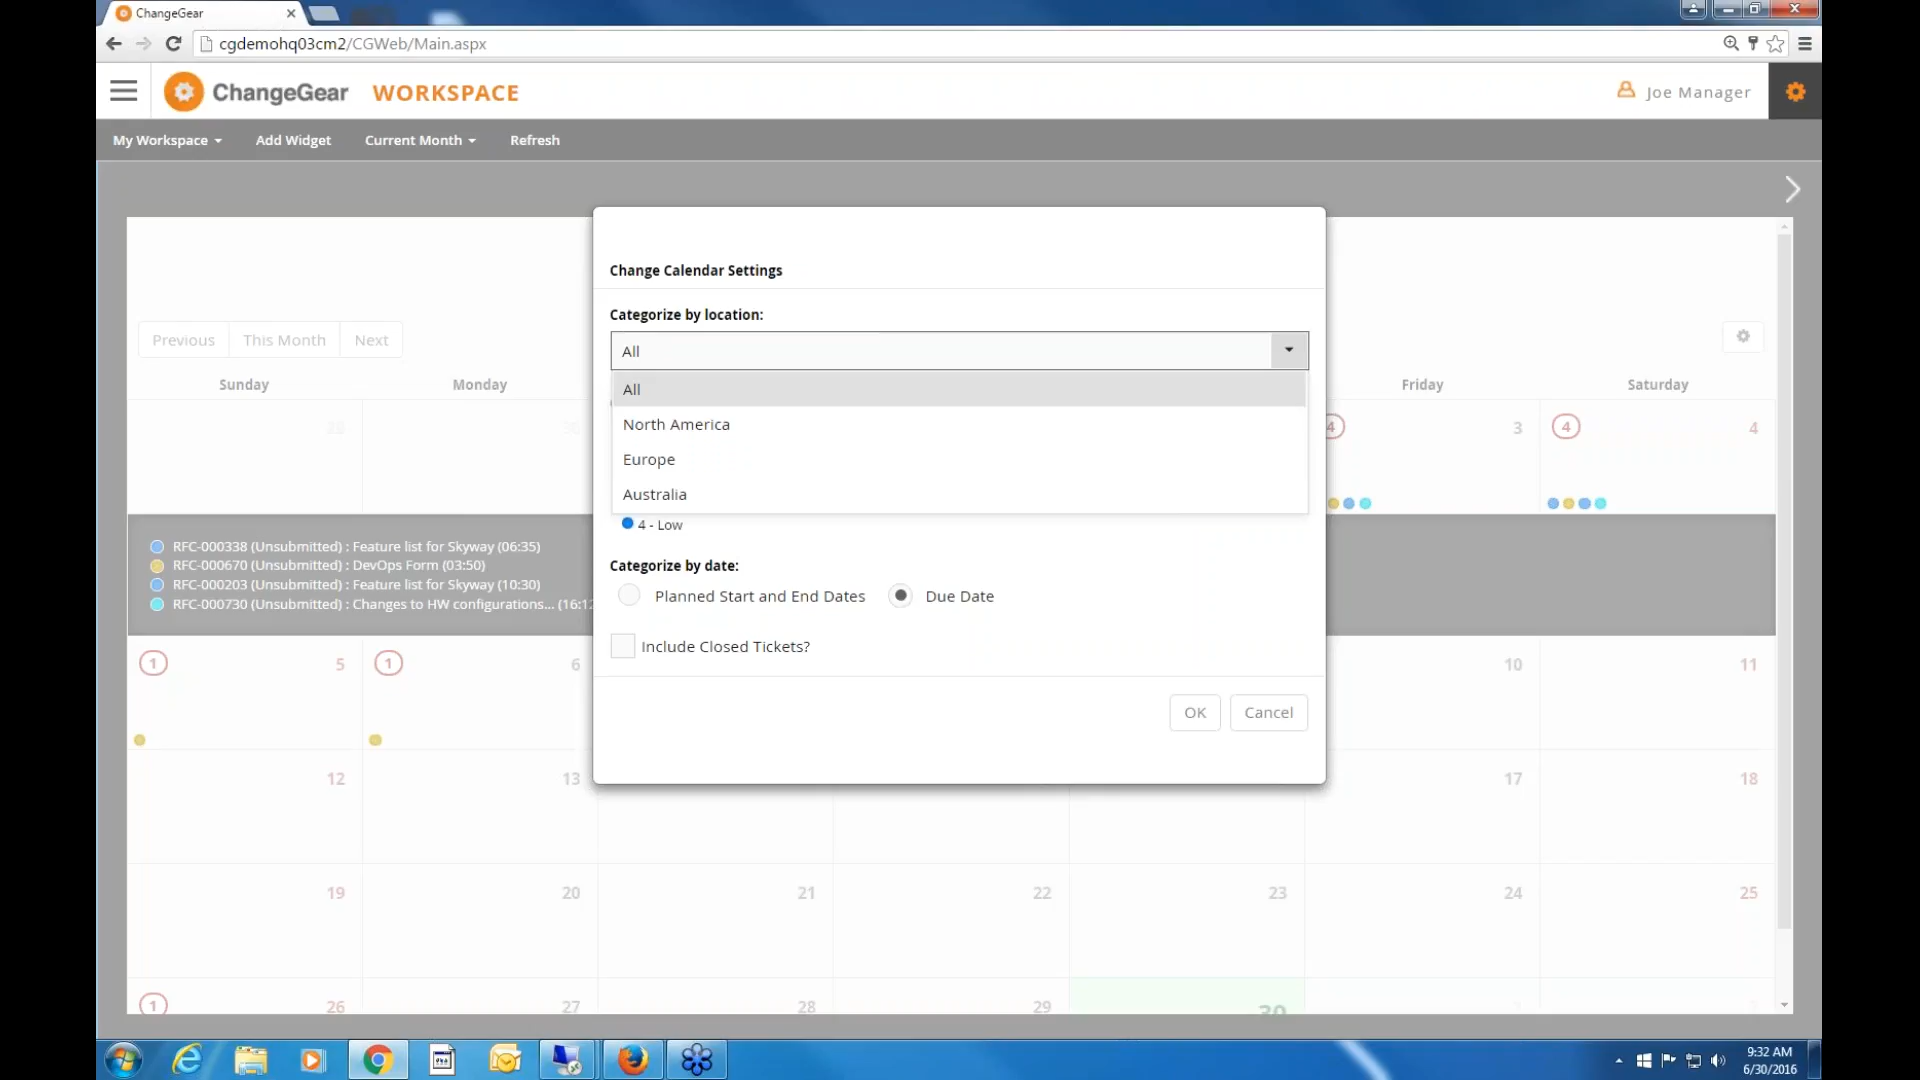 ChangeGear
cgdemohq03cm2/CGWeb/Main.aspx
ChangeGear WORKSPACE
Joe Manager
My Workspace Add Widget Current Month Refresh
Change Calendar Settings
Categorize by location:
All
All
North America
Europe
Australia
4 - Low
Categorize by date:
Planned Start and End Dates Due Date
Include Closed Tickets?
OK Cancel
Previous This Month Next
Sunday Monday Friday Saturday
4 3 4 4
RFC-000338 (Unsubmitted) : Feature list for Skyway (06:35)
RFC-000670 (Unsubmitted) : DevOps Form (03:50)
RFC-000203 (Unsubmitted) : Feature list for Skyway (10:30)
RFC-000730 (Unsubmitted) : Changes to HW configurations... (16:12
1 5 1 6 10 11
12 13 17 18
19 20 21 22 23 24 25
1 26 27 28 29 30
9:32 AM
6/30/2016